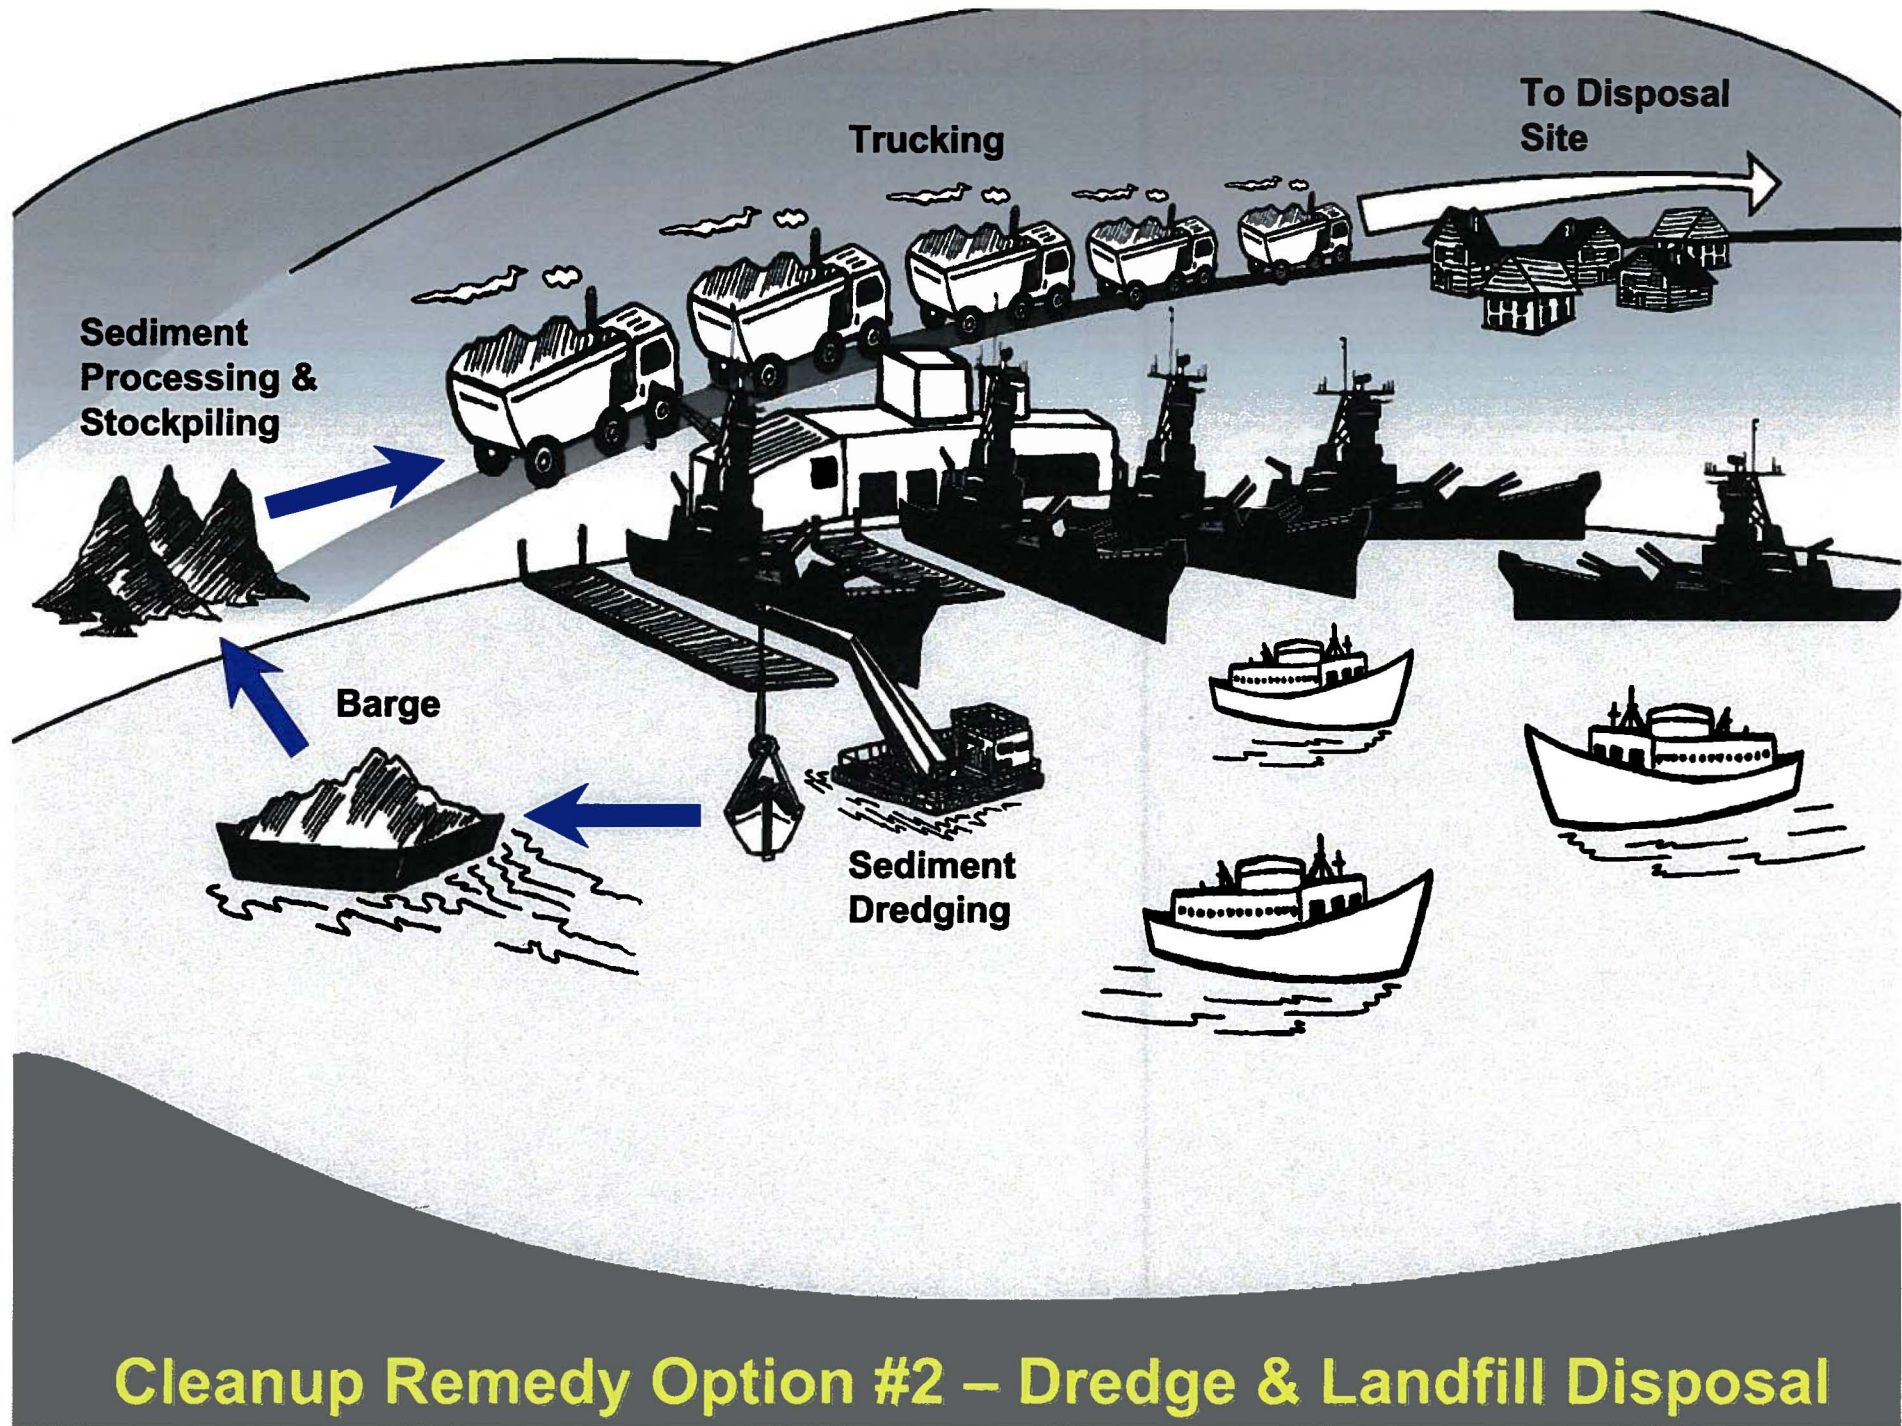 To Disposal
Site
Trucking
Sediment
Processing &
Stockpiling
Barge
Sediment
Dredging
Cleanup Remedy Option #2 – Dredge & Landfill Disposal